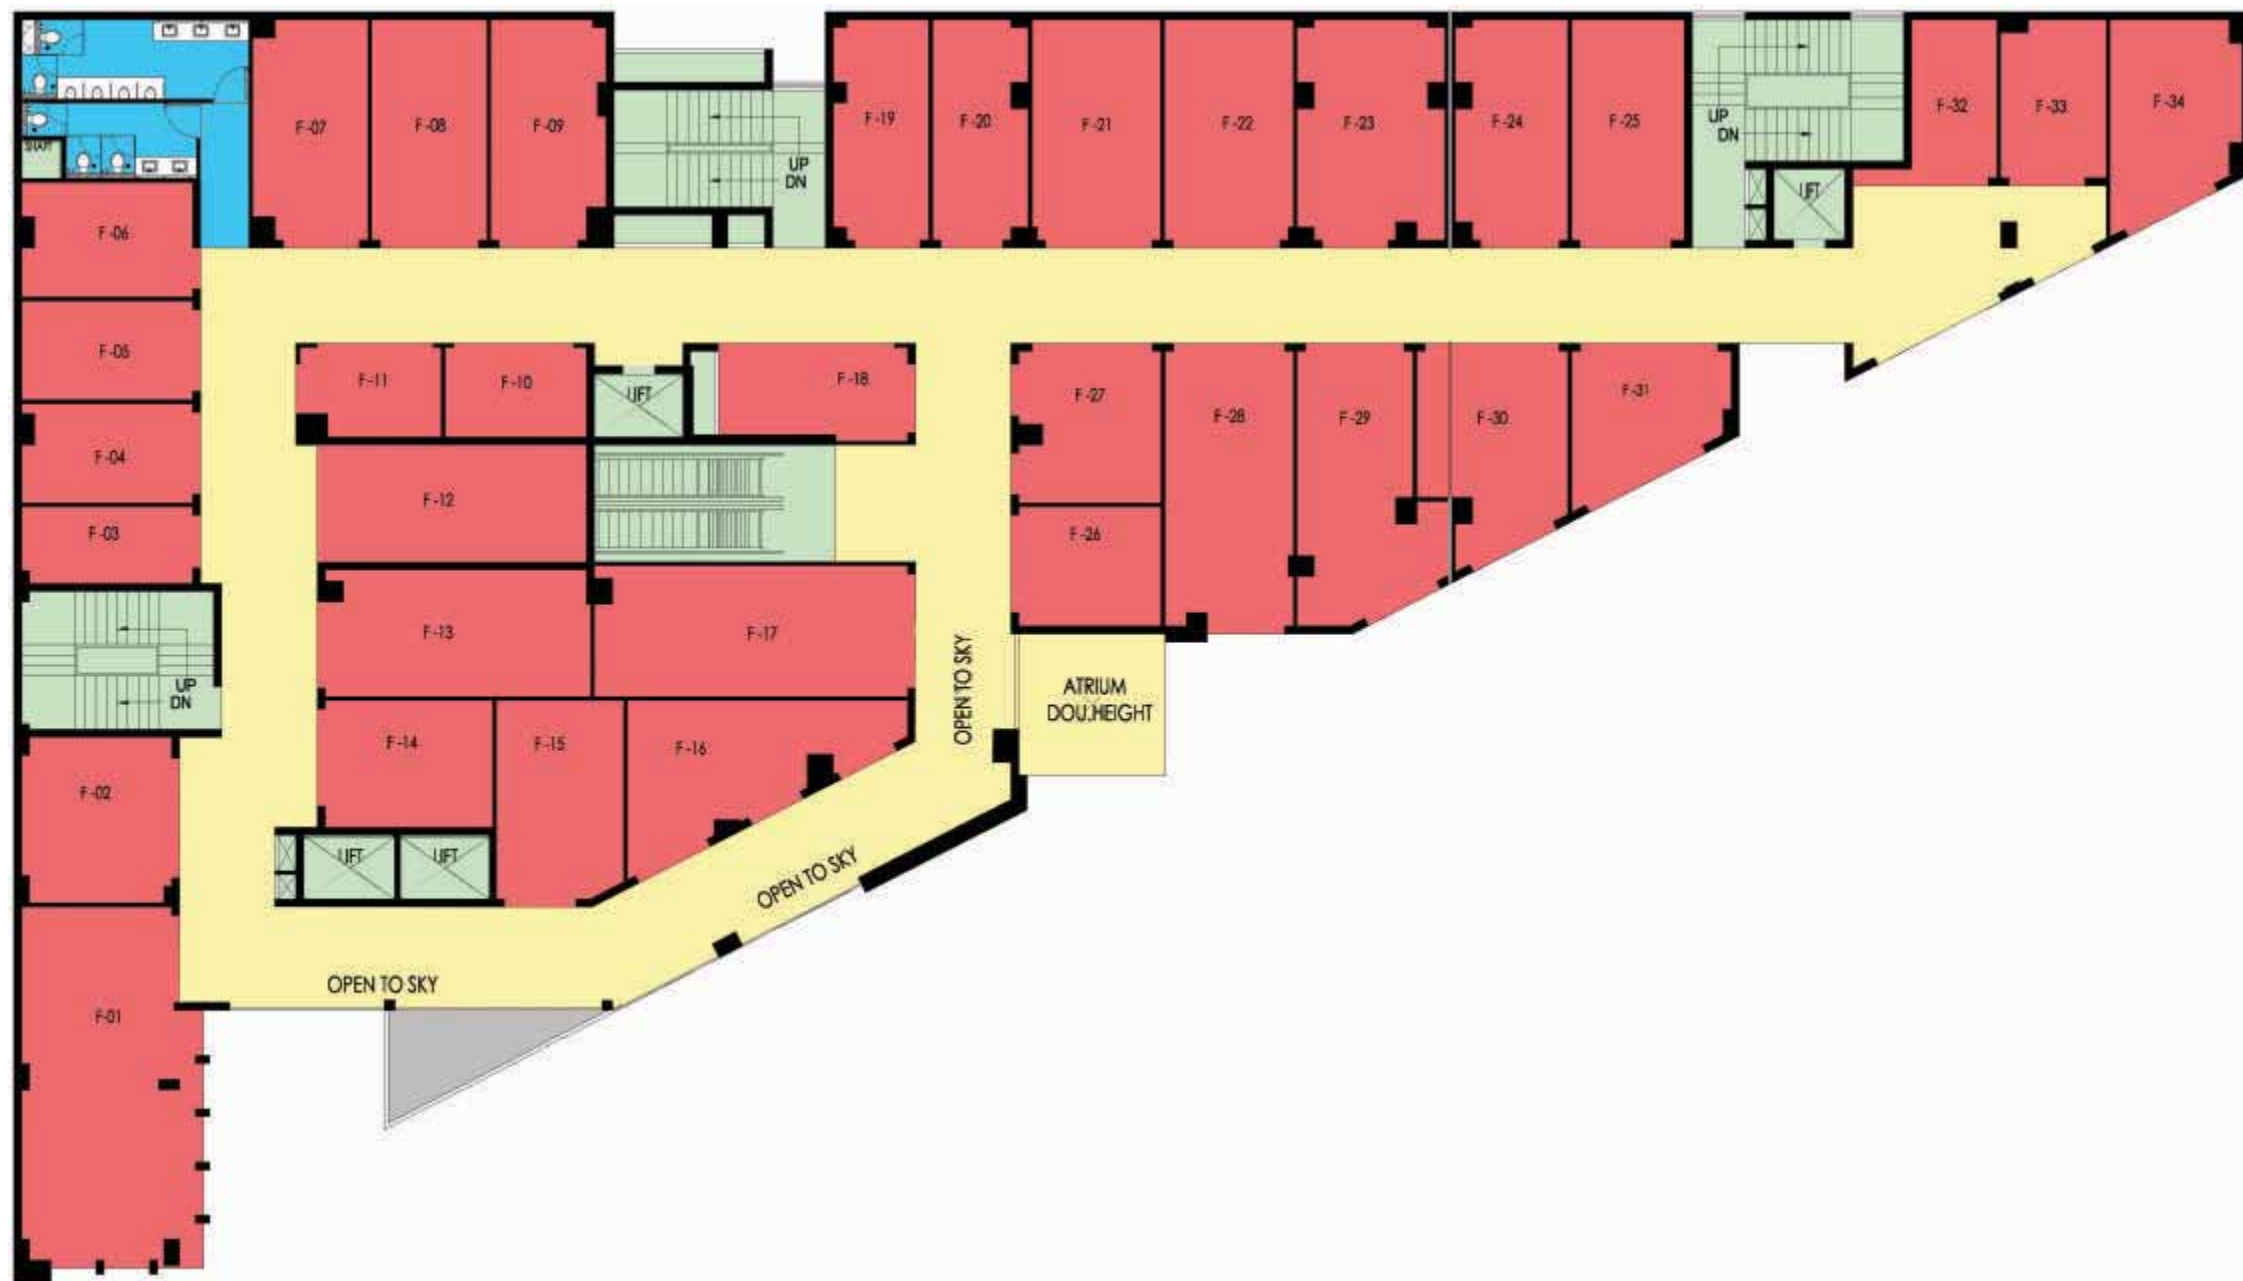 F-07
F-08
F-09
F-19
F-20
F-21
F-22
F-23
F-24
F-25
UP
DN
F-32
F-33
F-34
SHAFT
UP
DN
LIFT
F-06
F-05
F-11
F-10
LIFT
F-18
F-27
F-28
F-29
F-30
F-31
F-04
F-12
F-03
F-26
F-13
F-17
UP
DN
OPEN TO SKY
ATRIUM
DOU.HEIGHT
F-14
F-15
F-16
F-02
LIFT
LIFT
OPEN TO SKY
OPEN TO SKY
F-01